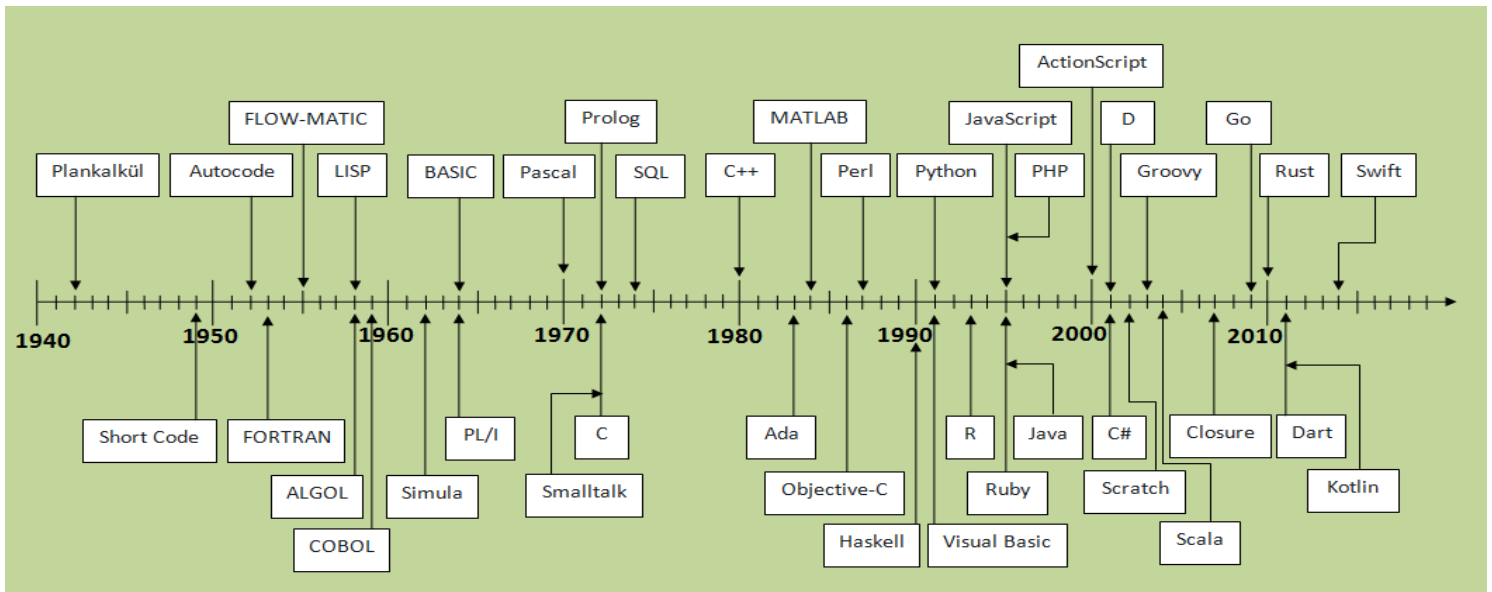 ActionScript
FLOW-MATIC
Prolog
MATLAB
JavaScript
D
Go
Plankalkül
Autocode
LISP
BASIC
Pascal
SQL
C++
Perl
Python
PHP
Groovy
Rust
Swift
1940
1950
1960
1970
1980
1990
2000
2010
Short Code
FORTRAN
PL/I
C
Ada
R
Java
C#
Closure
Dart
ALGOL
Simula
Smalltalk
Objective-C
Ruby
Scratch
Kotlin
COBOL
Haskell
Visual Basic
Scala